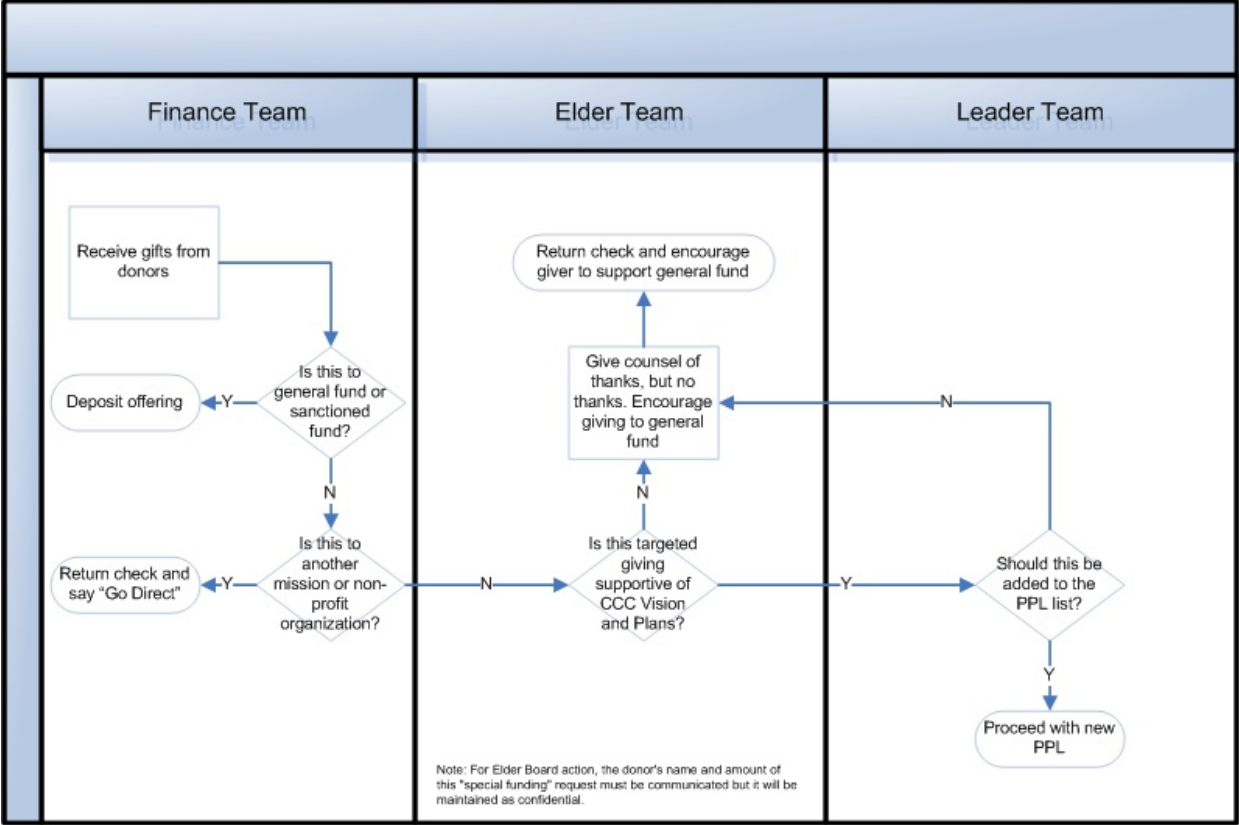 Finance Team
Elder Team
Leader Team
Receive gifts from
donors
Return check and encourage
giver to support general fund
Is this to
general fund or
sanctioned
fund?
Y
Deposit offering
Give counsel of
thanks, but no
thanks. Encourage
giving to general
fund
N
N
N
Is this to
another
mission or non-
profit
organization?
Y
Return check and
say “Go Direct”
N
Is this targeted
giving
supportive of
CCC Vision
and Plans?
Y
Should this be
added to the
PPL list?
Y
Proceed with new
PPL
Note: For Elder Board action, the donor's name and amount of
this "special funding" request must be communicated but it will be
maintained as confidential.